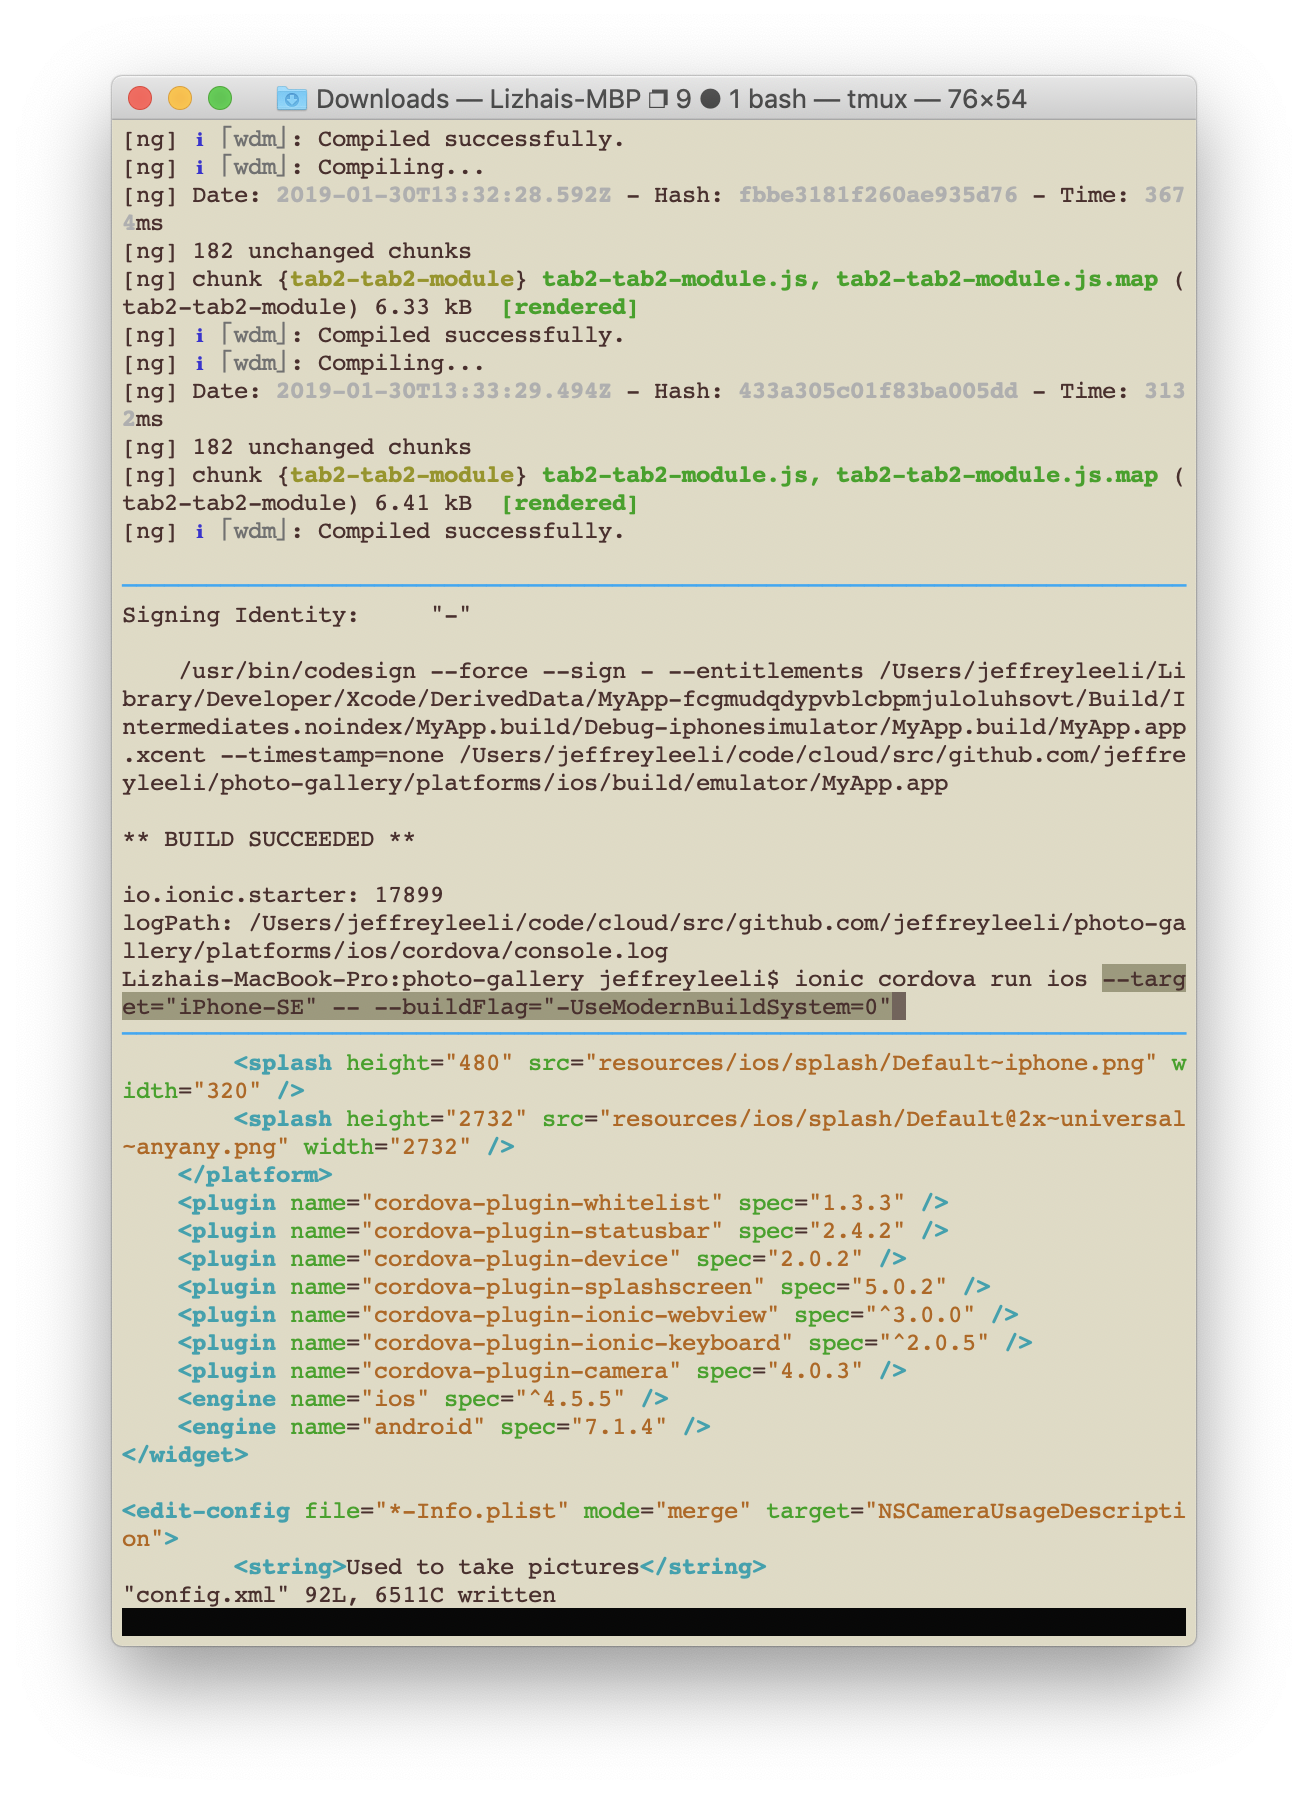 Downloads — Lizhais-MBP ❐ 9 ● 1 bash — tmux — 76×54
[ng] ℹ ⎡wdm⎦: Compiled successfully.
[ng] ℹ ⎡wdm⎦: Compiling...
[ng] Date: 2019-01-30T13:32:28.592Z - Hash: fbbe3181f260ae935d76 - Time: 367
4ms
[ng] 182 unchanged chunks
[ng] chunk {tab2-tab2-module} tab2-tab2-module.js, tab2-tab2-module.js.map (
tab2-tab2-module) 6.33 kB  [rendered]
[ng] ℹ ⎡wdm⎦: Compiled successfully.
[ng] ℹ ⎡wdm⎦: Compiling...
[ng] Date: 2019-01-30T13:33:29.494Z - Hash: 433a305c01f83ba005dd - Time: 313
2ms
[ng] 182 unchanged chunks
[ng] chunk {tab2-tab2-module} tab2-tab2-module.js, tab2-tab2-module.js.map (
tab2-tab2-module) 6.41 kB  [rendered]
[ng] ℹ ⎡wdm⎦: Compiled successfully.
Signing Identity:     "-"
    /usr/bin/codesign --force --sign - --entitlements /Users/jeffreyleeli/Li
brary/Developer/Xcode/DerivedData/MyApp-fcgmudqdypvblcbpmjuloluhsovt/Build/I
ntermediates.noindex/MyApp.build/Debug-iphonesimulator/MyApp.build/MyApp.app
.xcent --timestamp=none /Users/jeffreyleeli/code/cloud/src/github.com/jeffre
yleeli/photo-gallery/platforms/ios/build/emulator/MyApp.app
** BUILD SUCCEEDED **
io.ionic.starter: 17899
logPath: /Users/jeffreyleeli/code/cloud/src/github.com/jeffreyleeli/photo-ga
llery/platforms/ios/cordova/console.log
Lizhais-MacBook-Pro:photo-gallery jeffreyleeli$ ionic cordova run ios --targ
et="iPhone-SE" -- --buildFlag="-UseModernBuildSystem=0"
        <splash height="480" src="resources/ios/splash/Default~iphone.png" w
idth="320" />
        <splash height="2732" src="resources/ios/splash/Default@2x~universal
~anyany.png" width="2732" />
    </platform>
    <plugin name="cordova-plugin-whitelist" spec="1.3.3" />
    <plugin name="cordova-plugin-statusbar" spec="2.4.2" />
    <plugin name="cordova-plugin-device" spec="2.0.2" />
    <plugin name="cordova-plugin-splashscreen" spec="5.0.2" />
    <plugin name="cordova-plugin-ionic-webview" spec="^3.0.0" />
    <plugin name="cordova-plugin-ionic-keyboard" spec="^2.0.5" />
    <plugin name="cordova-plugin-camera" spec="4.0.3" />
    <engine name="ios" spec="^4.5.5" />
    <engine name="android" spec="7.1.4" />
</widget>
<edit-config file="*-Info.plist" mode="merge" target="NSCameraUsageDescripti
on">
        <string>Used to take pictures</string>
"config.xml" 92L, 6511C written